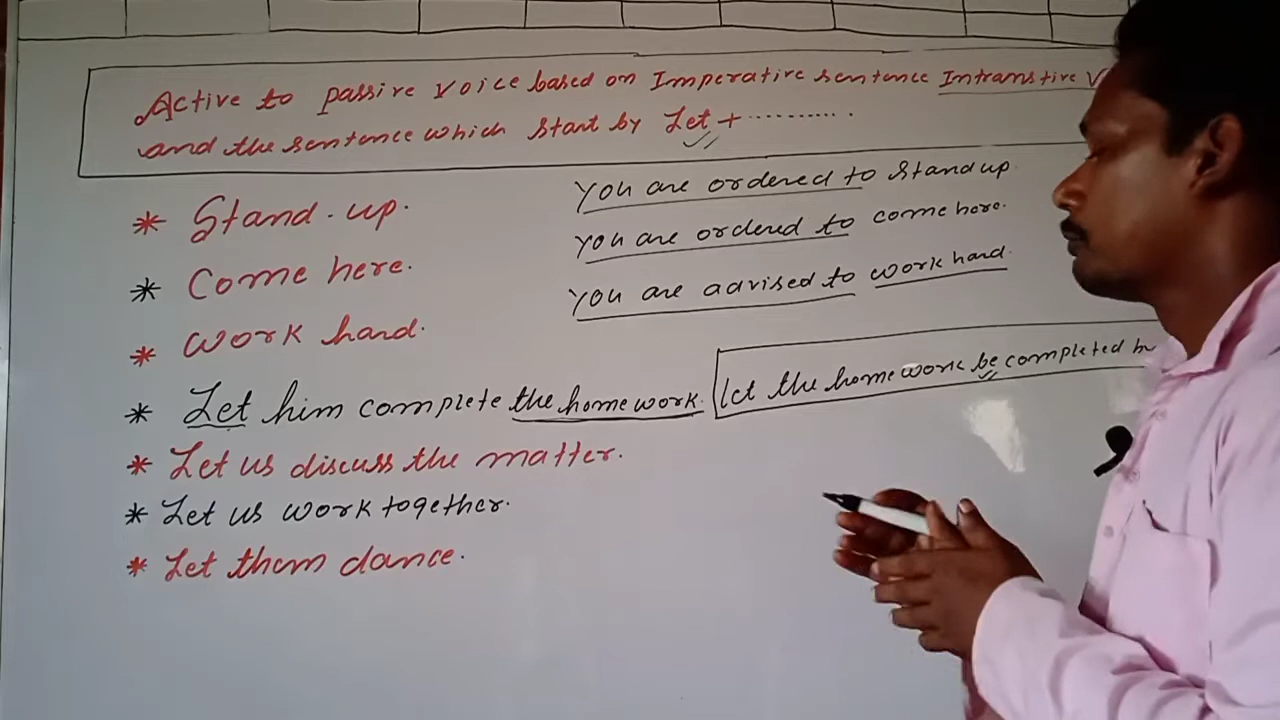 Active to passive voice based on Imperative sentence Intranstive
and the sentence which start by Let + ...........
* Stand-up.
You are ordered to stand up.
* Come here.
You are ordered to come here.
* Work hard.
You are advised to work hard.
* Let him complete the home work.
Let the home work be completed
* Let us discuss the matter.
* Let us work together.
* Let them dance.